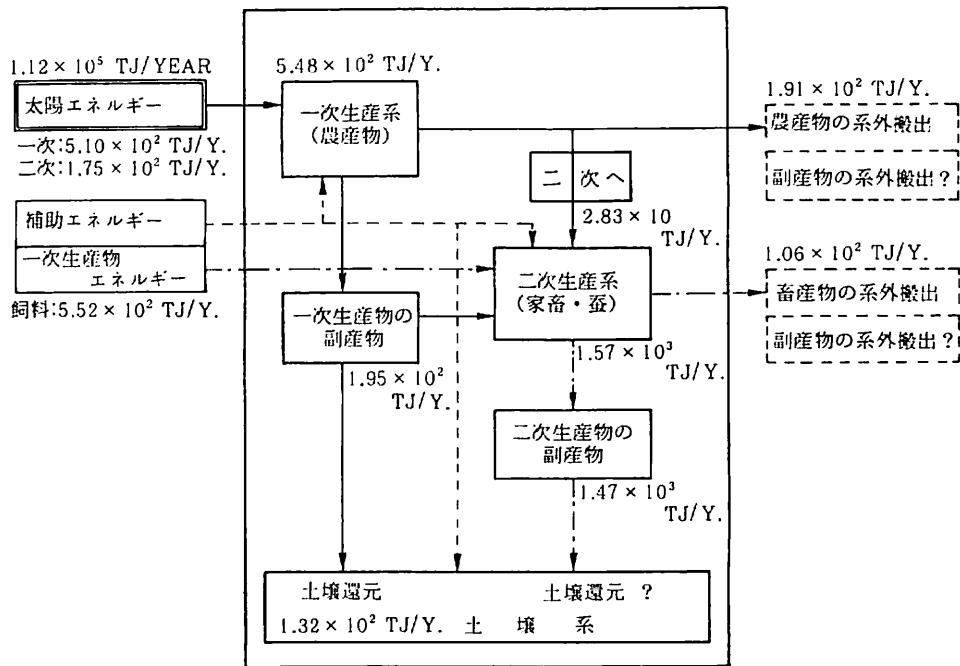 1.12 × 10⁵ TJ/YEAR
太陽エネルギー
一次:5.10 × 10² TJ/Y.
二次:1.75 × 10² TJ/Y.
補助エネルギー
一次生産物
エネルギー
飼料:5.52 × 10² TJ/Y.
5.48 × 10² TJ/Y.
一次生産系
(農産物)
二次へ
2.83 × 10
TJ/Y.
一次生産物の
副産物
1.95 × 10²
TJ/Y.
二次生産系
(家畜・蚕)
1.57 × 10³
TJ/Y.
二次生産物の
副産物
1.47 × 10³
TJ/Y.
土壌還元
土壌還元 ?
1.32 × 10² TJ/Y. 土 壌 系
1.91 × 10² TJ/Y.
農産物の系外搬出
副産物の系外搬出?
1.06 × 10² TJ/Y.
畜産物の系外搬出
副産物の系外搬出?